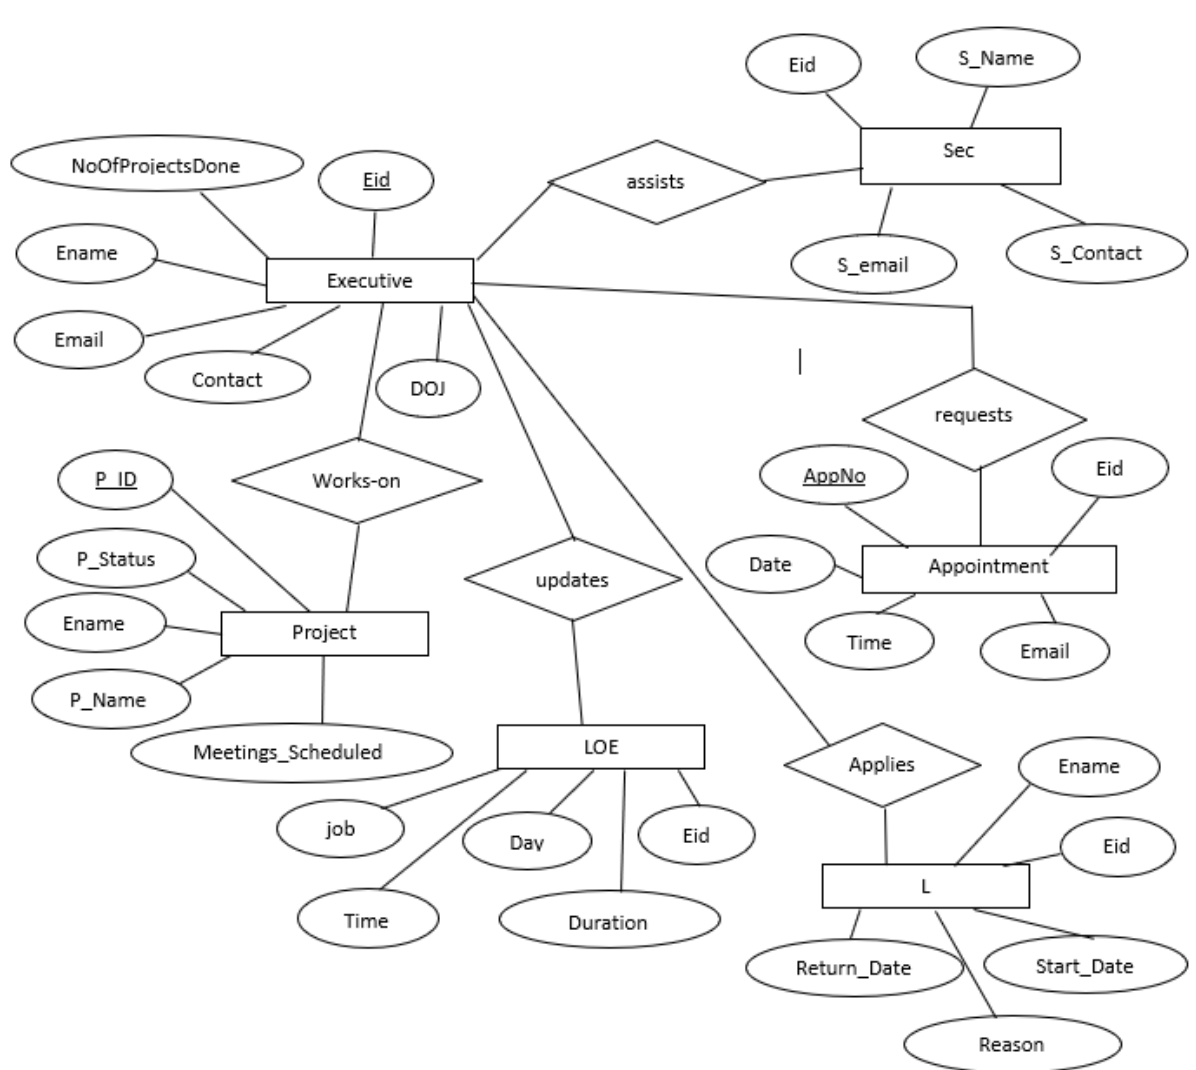 Eid
S_Name
Sec
NoOfProjectsDone
Eid
assists
S_email
S_Contact
Ename
Executive
Email
Contact
DOJ
requests
P_ID
Works-on
AppNo
Eid
P_Status
updates
Date
Appointment
Ename
Project
Time
Email
P_Name
Meetings_Scheduled
LOE
Applies
Ename
job
Day
Eid
Eid
L
Time
Duration
Return_Date
Start_Date
Reason